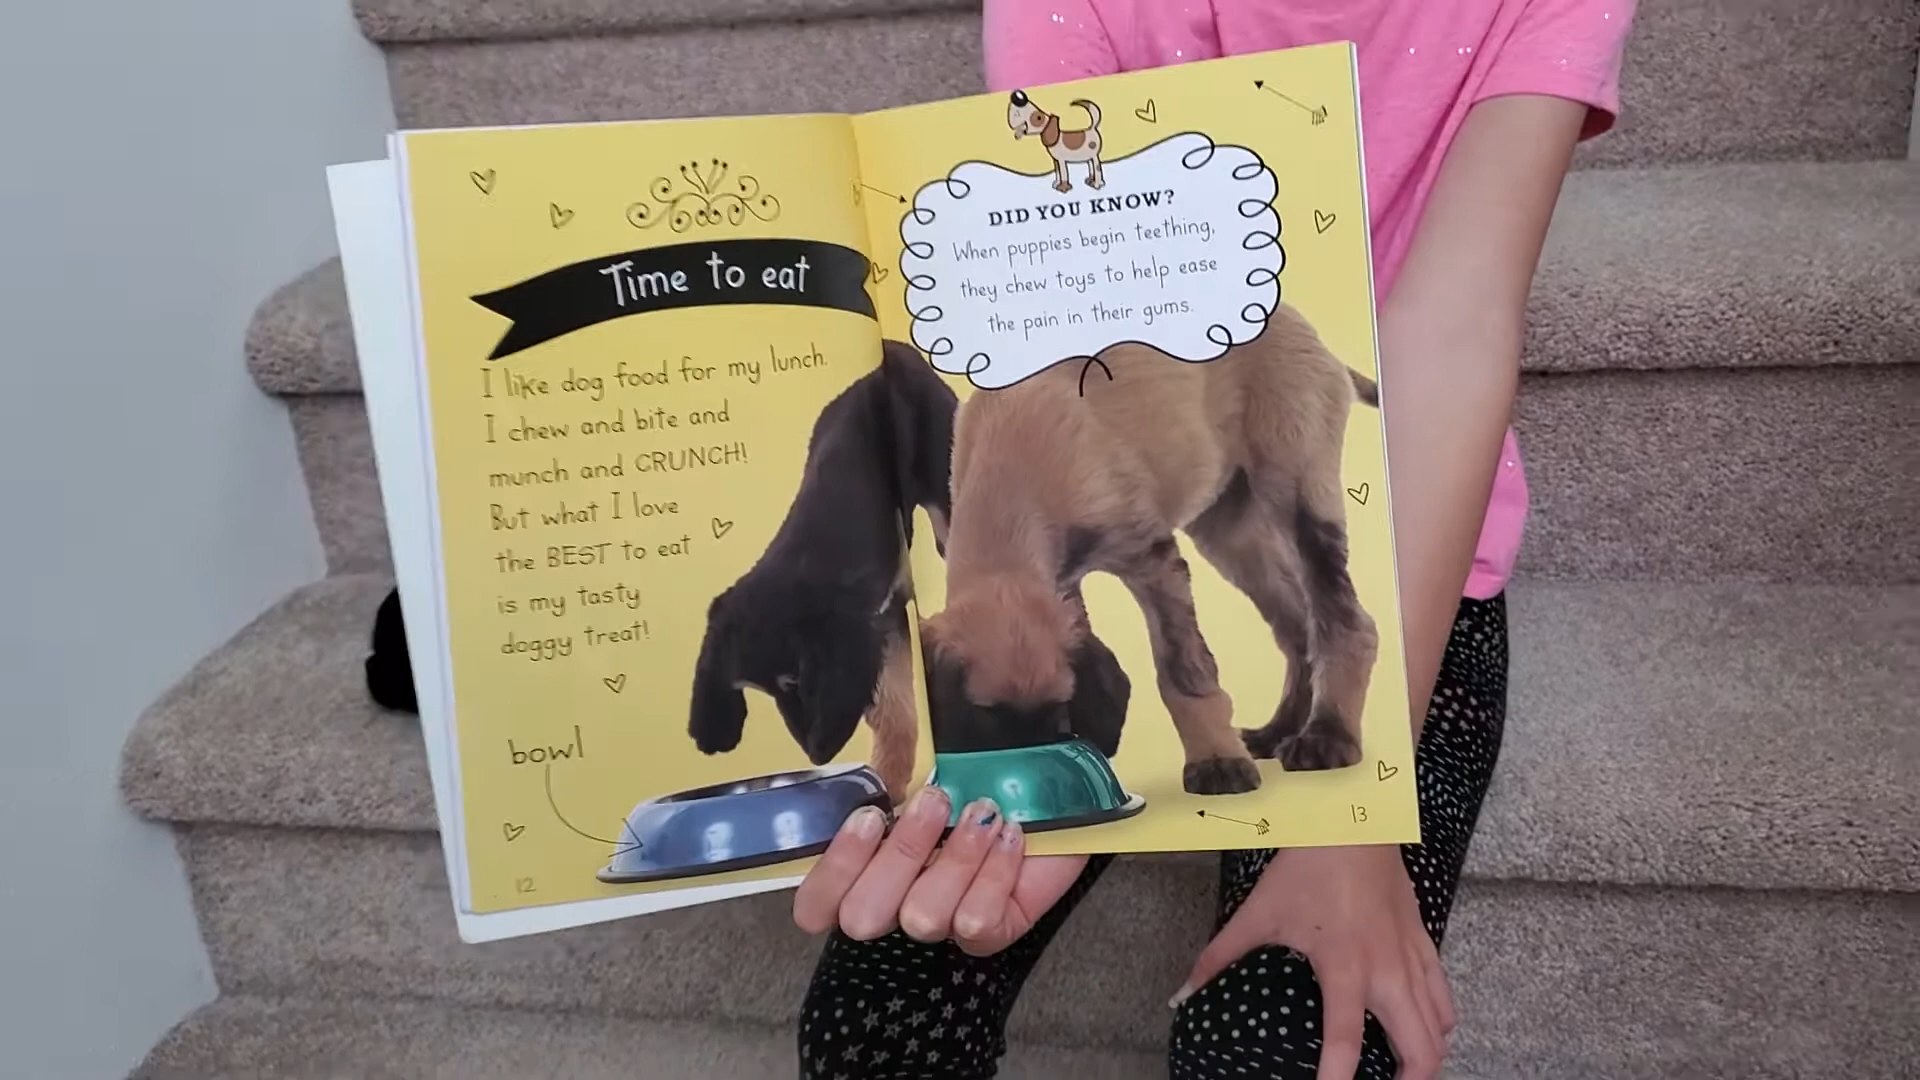 Time to eat
I like dog food for my lunch.
I chew and bite and
munch and CRUNCH!
But what I love
the BEST to eat
is my tasty
doggy treat!
bowl
12
DID YOU KNOW?
When puppies begin teething,
they chew toys to help ease
the pain in their gums.
13